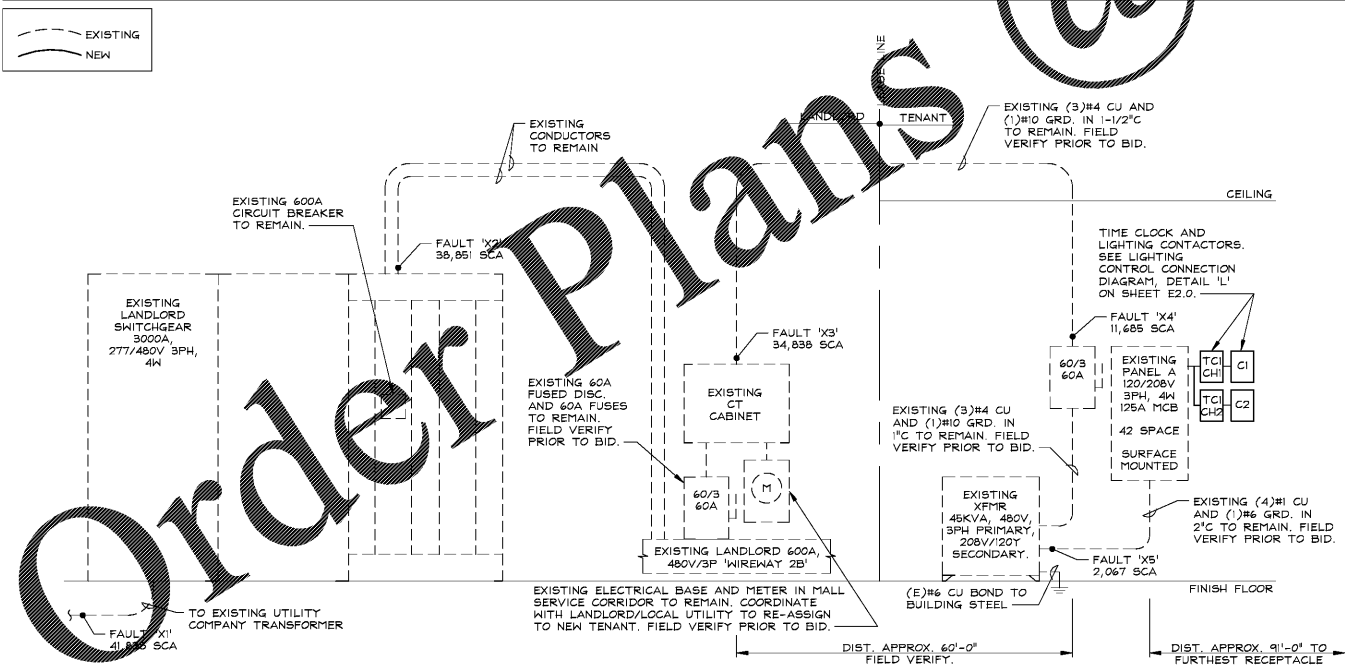 EXISTING
NEW
EXISTING
CONDUCTORS
TO REMAIN
EXISTING 600A
CIRCUIT BREAKER
TO REMAIN.
FAULT 'X2'
38,851 SCA
EXISTING
LANDLORD
SWITCHGEAR
3000A,
277/480V 3PH,
4W
LANDLORD
TENANT
EXISTING (3)#4 CU AND
(1)#10 GRD. IN 1-1/2"C
TO REMAIN. FIELD
VERIFY PRIOR TO BID.
CEILING
TIME CLOCK AND
LIGHTING CONTACTORS.
SEE LIGHTING
CONTROL CONNECTION
DIAGRAM, DETAIL 'L'
ON SHEET E2.0.
FAULT 'X3'
34,838 SCA
FAULT 'X4'
11,685 SCA
EXISTING
CT
CABINET
60/3
60A
EXISTING
PANEL A
120/208V
3PH, 4W
125A MCB
42 SPACE
SURFACE
MOUNTED
TC1
CH1
C1
TC1
CH2
C2
EXISTING 60A
FUSED DISC.
AND 60A FUSES
TO REMAIN.
FIELD VERIFY
PRIOR TO BID.
EXISTING (3)#4 CU
AND (1)#10 GRD. IN
1"C TO REMAIN. FIELD
VERIFY PRIOR TO BID.
60/3
60A
M
EXISTING
XFMR
45KVA, 480V,
3PH PRIMARY,
208V/120Y
SECONDARY.
EXISTING (4)#1 CU
AND (1)#6 GRD. IN
2"C TO REMAIN. FIELD
VERIFY PRIOR TO BID.
EXISTING LANDLORD 600A,
480V/3P 'WIREWAY 2B'
FAULT 'X5'
2,067 SCA
FINISH FLOOR
(E)#6 CU BOND TO
BUILDING STEEL
EXISTING ELECTRICAL BASE AND METER IN MALL
SERVICE CORRIDOR TO REMAIN. COORDINATE
WITH LANDLORD/LOCAL UTILITY TO RE-ASSIGN
TO NEW TENANT. FIELD VERIFY PRIOR TO BID.
TO EXISTING UTILITY
COMPANY TRANSFORMER
FAULT 'X1'
SCA
DIST. APPROX. 60'-0"
FIELD VERIFY.
DIST. APPROX. 91'-0" TO
FURTHEST RECEPTACLE
Order Plans @